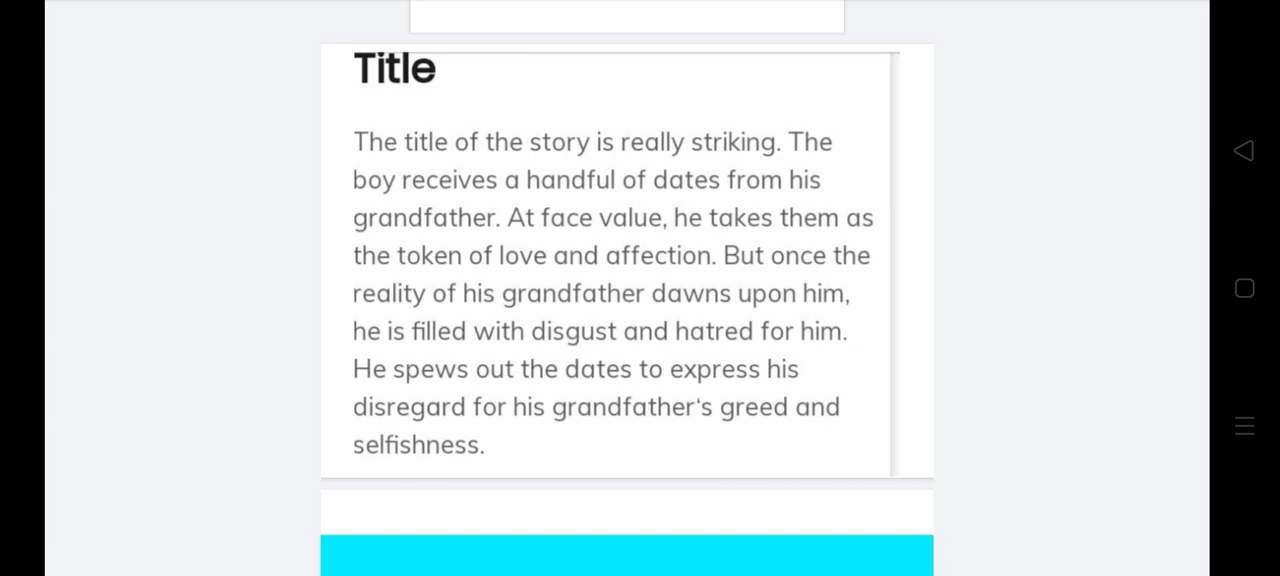 Title
The title of the story is really striking. The
boy receives a handful of dates from his
grandfather. At face value, he takes them as
the token of love and affection. But once the
reality of his grandfather dawns upon him,
he is filled with disgust and hatred for him.
He spews out the dates to express his
disregard for his grandfather‘s greed and
selfishness.